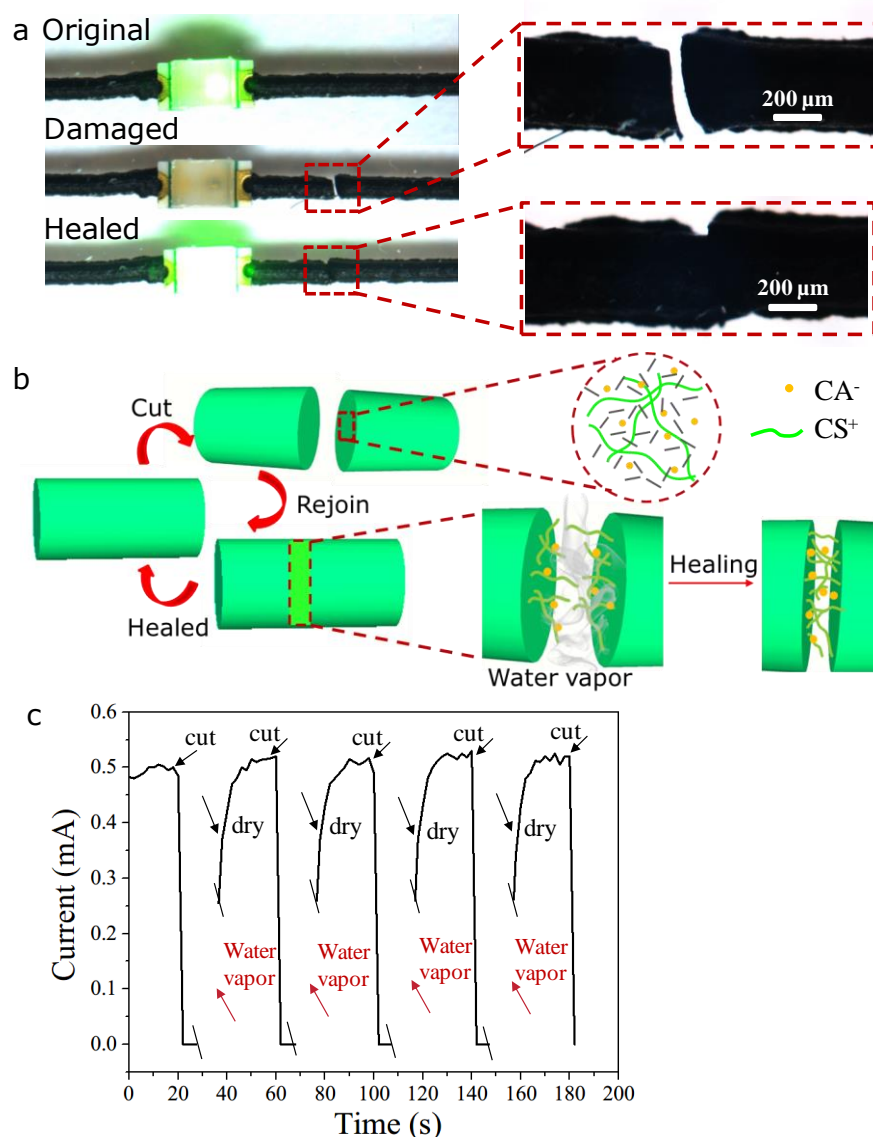 a
Original
Damaged
Healed
200 μm
200 μm
b
Cut
Rejoin
Healed
CA⁻
CS⁺
Healing
Water vapor
c
Current (mA)
0.6
0.5
0.4
0.3
0.2
0.1
0.0
cut
cut
cut
cut
cut
dry
dry
dry
dry
Water
vapor
Water
vapor
Water
vapor
Water
vapor
0 20 40 60 80 100 120 140 160 180 200
Time (s)